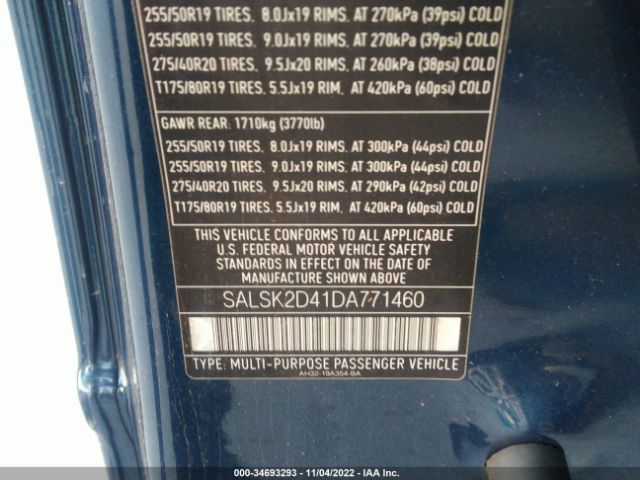 255/50R19 TIRES. 8.0Jx19 RIMS. AT 270kPa (39psi) COLD
255/50R19 TIRES. 9.0Jx19 RIMS. AT 270kPa (39psi) COLD
275/40R20 TIRES. 9.5Jx20 RIMS. AT 260kPa (38psi) COLD
T175/80R19 TIRES. 5.5Jx19 RIM. AT 420kPa (60psi) COLD
GAWR REAR: 1710kg (3770lb)
255/50R19 TIRES. 8.0Jx19 RIMS. AT 300kPa (44psi) COLD
255/50R19 TIRES. 9.0Jx19 RIMS. AT 300kPa (44psi) COLD
275/40R20 TIRES. 9.5Jx20 RIMS. AT 290kPa (42psi) COLD
T175/80R19 TIRES. 5.5Jx19 RIM. AT 420kPa (60psi) COLD
THIS VEHICLE CONFORMS TO ALL APPLICABLE
U.S. FEDERAL MOTOR VEHICLE SAFETY
STANDARDS IN EFFECT ON THE DATE OF
MANUFACTURE SHOWN ABOVE
SALSK2D41DA771460
TYPE: MULTI-PURPOSE PASSENGER VEHICLE
AH32-19A354-BA
000-34693293 - 11/04/2022 - IAA Inc.